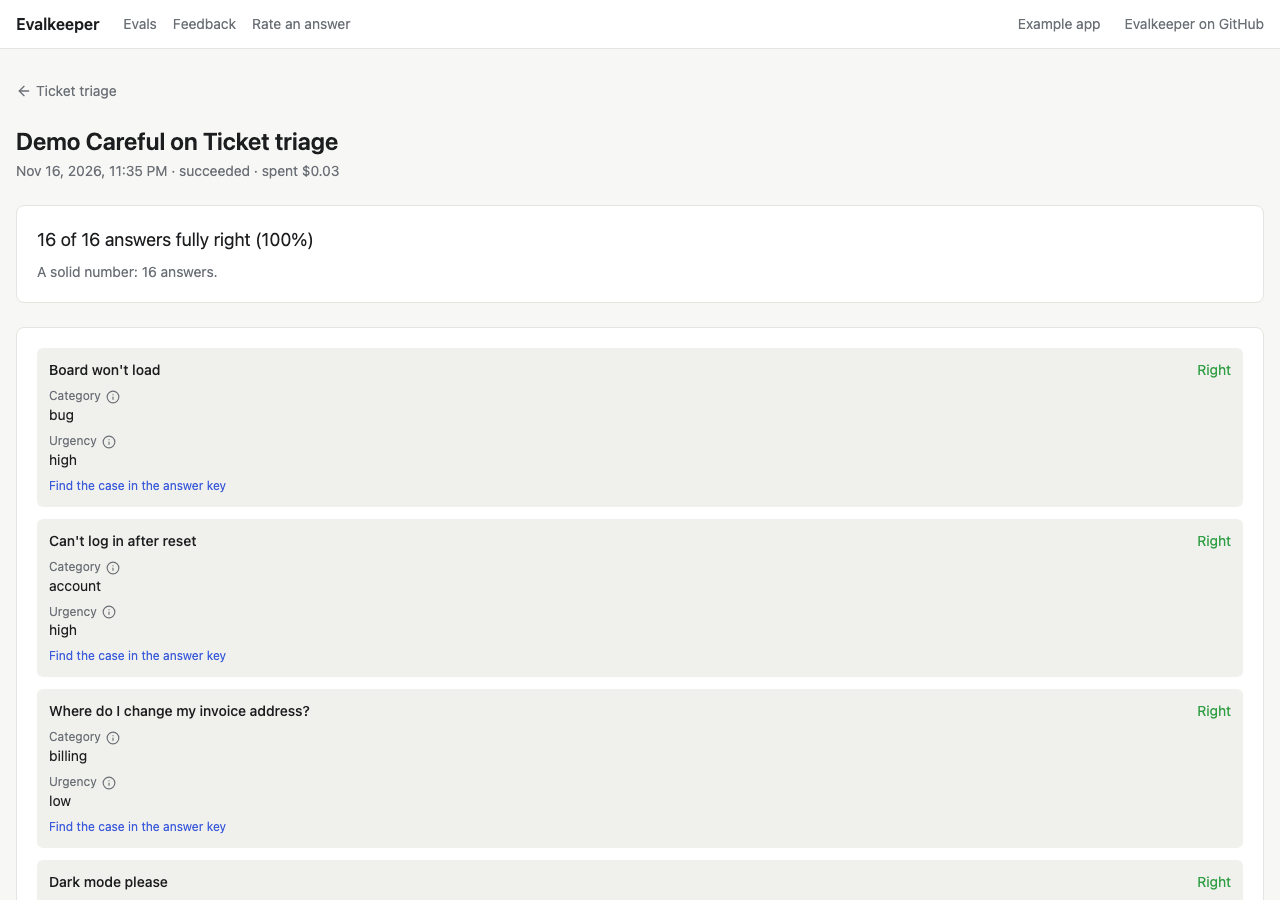 Evalkeeper Evals Feedback Rate an answer Example app Evalkeeper on GitHub
← Ticket triage
Demo Careful on Ticket triage
Nov 16, 2026, 11:35 PM · succeeded · spent $0.03
16 of 16 answers fully right (100%)
A solid number: 16 answers.
Board won't load Right
Category
bug
Urgency
high
Find the case in the answer key
Can't log in after reset Right
Category
account
Urgency
high
Find the case in the answer key
Where do I change my invoice address? Right
Category
billing
Urgency
low
Find the case in the answer key
Dark mode please Right